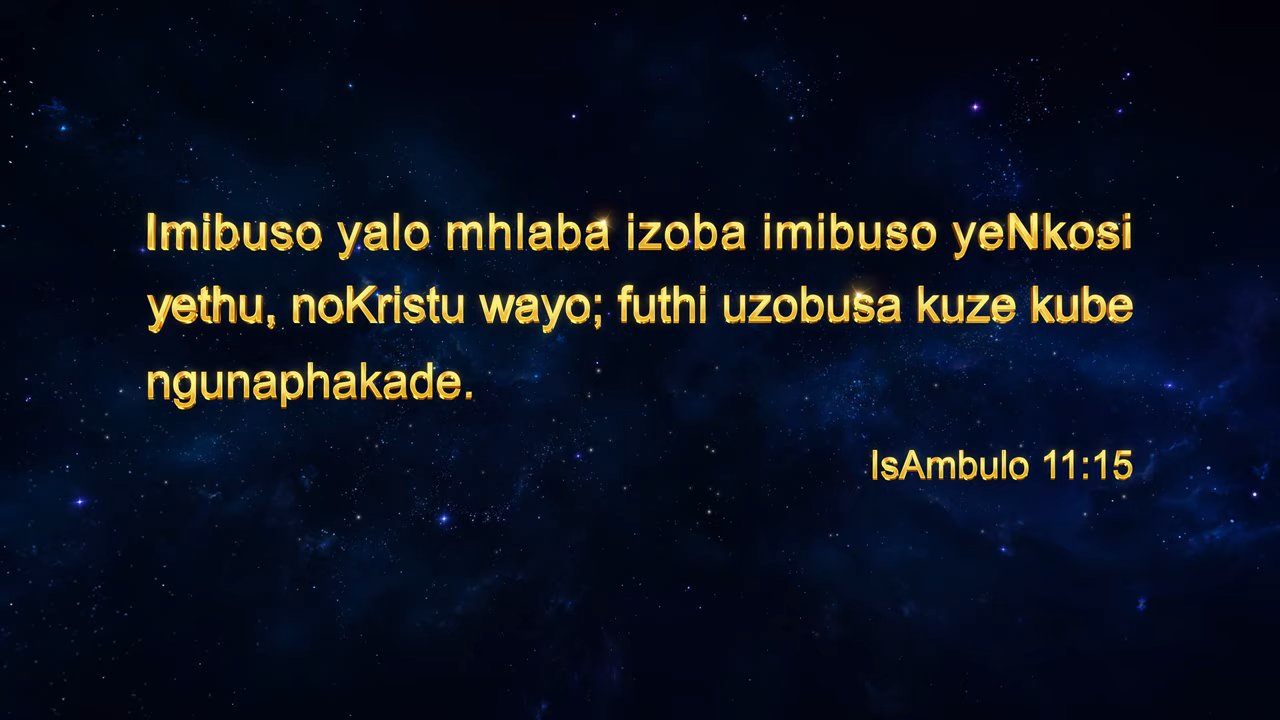 Imibuso yalo mhlaba izoba imibuso yeNkosi
yethu, noKristu wayo; futhi uzobusa kuze kube
ngunaphakade.
IsAmbulo 11:15